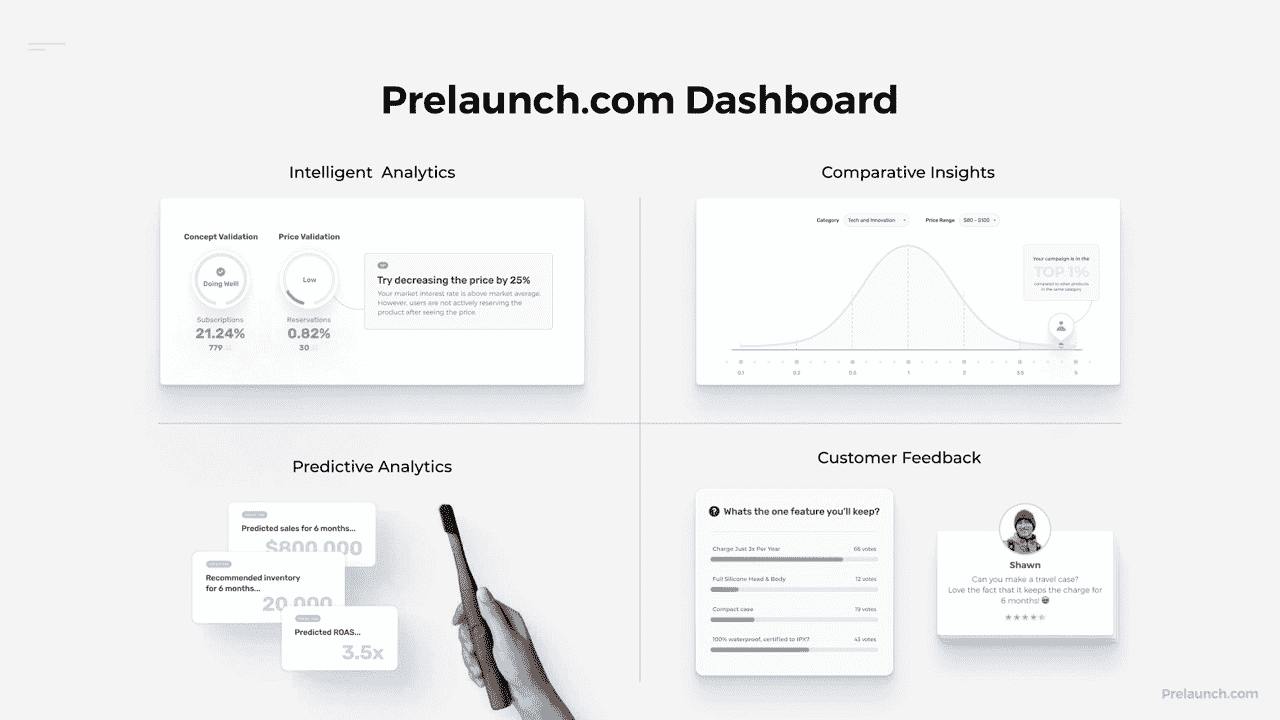 Prelaunch.com Dashboard
Intelligent Analytics
Concept Validation
Price Validation
Doing Well!
Low
Subscriptions
21.24%
779
Reservations
0.82%
30
Try decreasing the price by 25%
Your market interest rate is above market average.
However, users are not actively reserving the
product after seeing the price.
Comparative Insights
Category
Tech and Innovation
Price Range
$80 - $100
Your campaign is in the
TOP 1%
compared to other products
in the same category
0.1
0.2
0.5
1
2
3.5
5
Predictive Analytics
Predicted sales for 6 months...
$800,000
Recommended inventory
for 6 months...
20,000
Predicted ROAS...
3.5x
Customer Feedback
Whats the one feature you'll keep?
Charge Just 3x Per Year
66 votes
Full Silicone Head & Body
12 votes
Compact case
19 votes
100% waterproof, certified to IPX7
43 votes
Shawn
Can you make a travel case?
Love the fact that it keeps the charge for
6 months!
Prelaunch.com